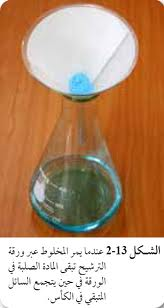 الشكل 13-2 عندما يمر المخلوط عبر ورقة
الترشيح تبقى المادة الصلبة في
الورقة في حين يتجمع السائل
المتبقي في الكأس.